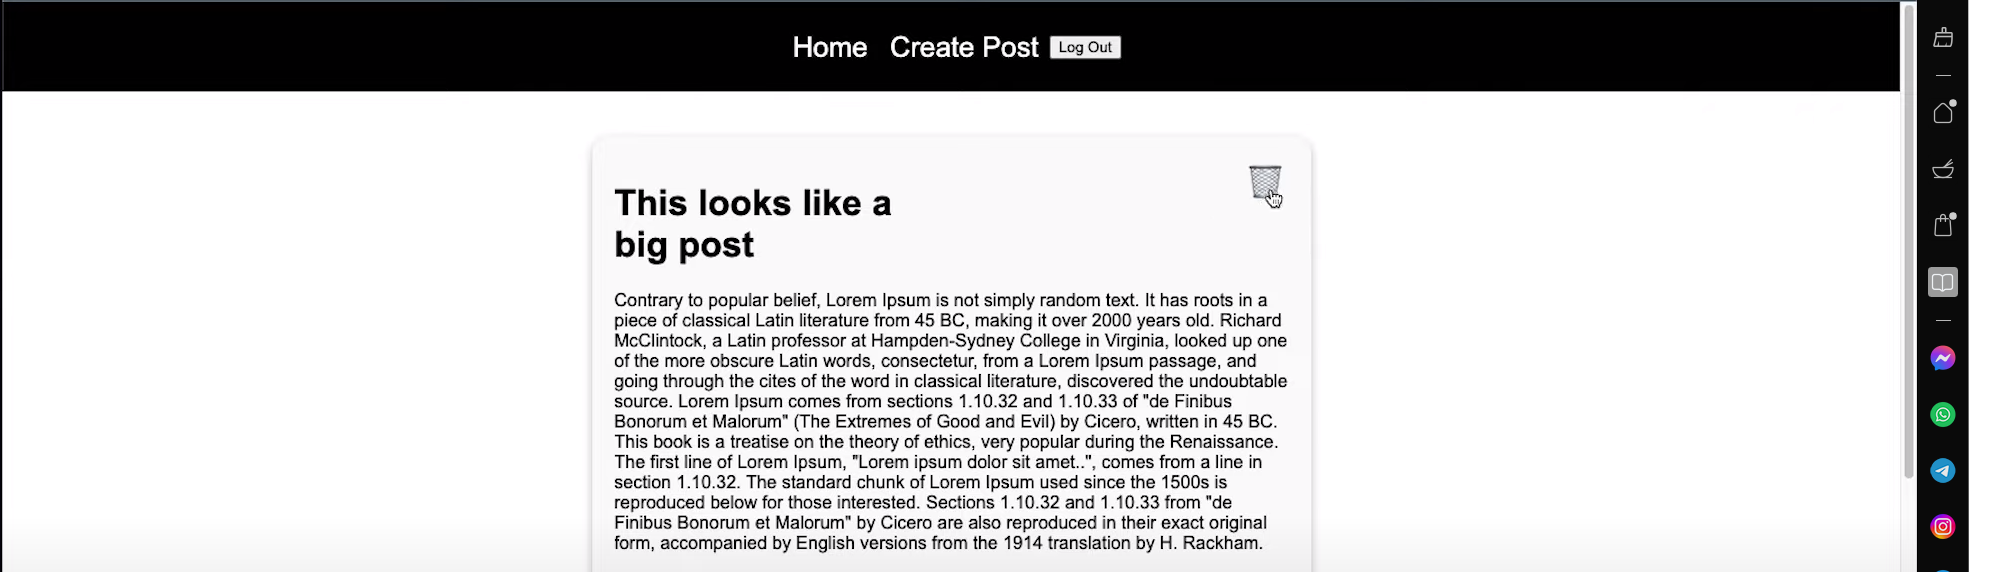 Home Create Post Log Out
This looks like a
big post
Contrary to popular belief, Lorem Ipsum is not simply random text. It has roots in a
piece of classical Latin literature from 45 BC, making it over 2000 years old. Richard
McClintock, a Latin professor at Hampden-Sydney College in Virginia, looked up one
of the more obscure Latin words, consectetur, from a Lorem Ipsum passage, and
going through the cites of the word in classical literature, discovered the undoubtable
source. Lorem Ipsum comes from sections 1.10.32 and 1.10.33 of "de Finibus
Bonorum et Malorum" (The Extremes of Good and Evil) by Cicero, written in 45 BC.
This book is a treatise on the theory of ethics, very popular during the Renaissance.
The first line of Lorem Ipsum, "Lorem ipsum dolor sit amet..", comes from a line in
section 1.10.32. The standard chunk of Lorem Ipsum used since the 1500s is
reproduced below for those interested. Sections 1.10.32 and 1.10.33 from "de
Finibus Bonorum et Malorum" by Cicero are also reproduced in their exact original
form, accompanied by English versions from the 1914 translation by H. Rackham.